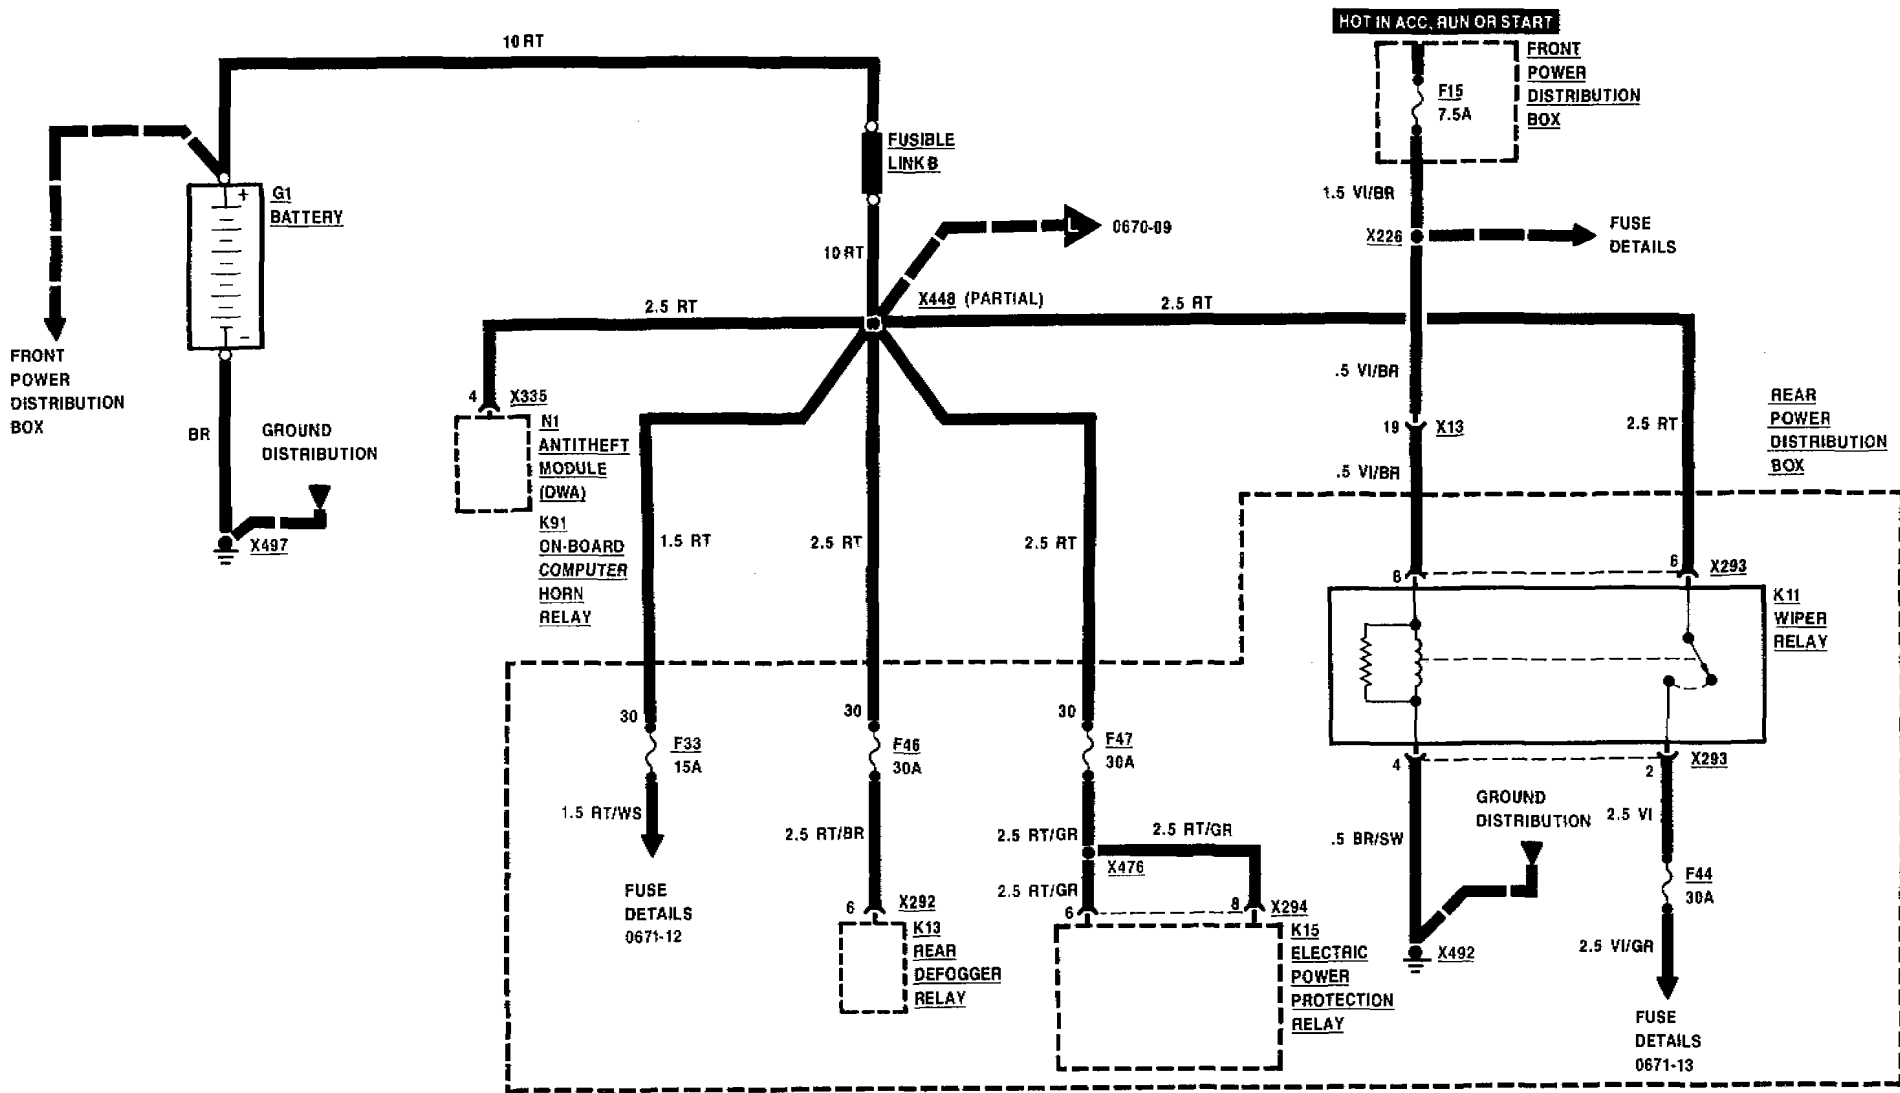 HOT IN ACC, RUN OR START
10 RT
FRONT
POWER
DISTRIBUTION
BOX
F15
7.5A
FUSIBLE
LINK B
1.5 VI/BR
+
G1
BATTERY
-
L
0670-09
X226
FUSE
DETAILS
10 RT
2.5 RT
X448 (PARTIAL)
2.5 RT
FRONT
POWER
DISTRIBUTION
BOX
.5 VI/BR
4
X335
N1
ANTITHEFT
MODULE
(DWA)
K91
ON-BOARD
COMPUTER
HORN
RELAY
BR
GROUND
DISTRIBUTION
X497
19
X13
2.5 RT
REAR
POWER
DISTRIBUTION
BOX
.5 VI/BR
1.5 RT
2.5 RT
2.5 RT
8
6
X293
K11
WIPER
RELAY
30
F33
15A
30
F46
30A
30
F47
30A
4
2
X293
1.5 RT/WS
2.5 RT/BR
2.5 RT/GR
2.5 RT/GR
X476
2.5 RT/GR
.5 BR/SW
GROUND
DISTRIBUTION
2.5 VI
F44
30A
FUSE
DETAILS
0671-12
6
X292
K13
REAR
DEFOGGER
RELAY
6
8
X294
K15
ELECTRIC
POWER
PROTECTION
RELAY
X492
2.5 VI/GR
FUSE
DETAILS
0671-13